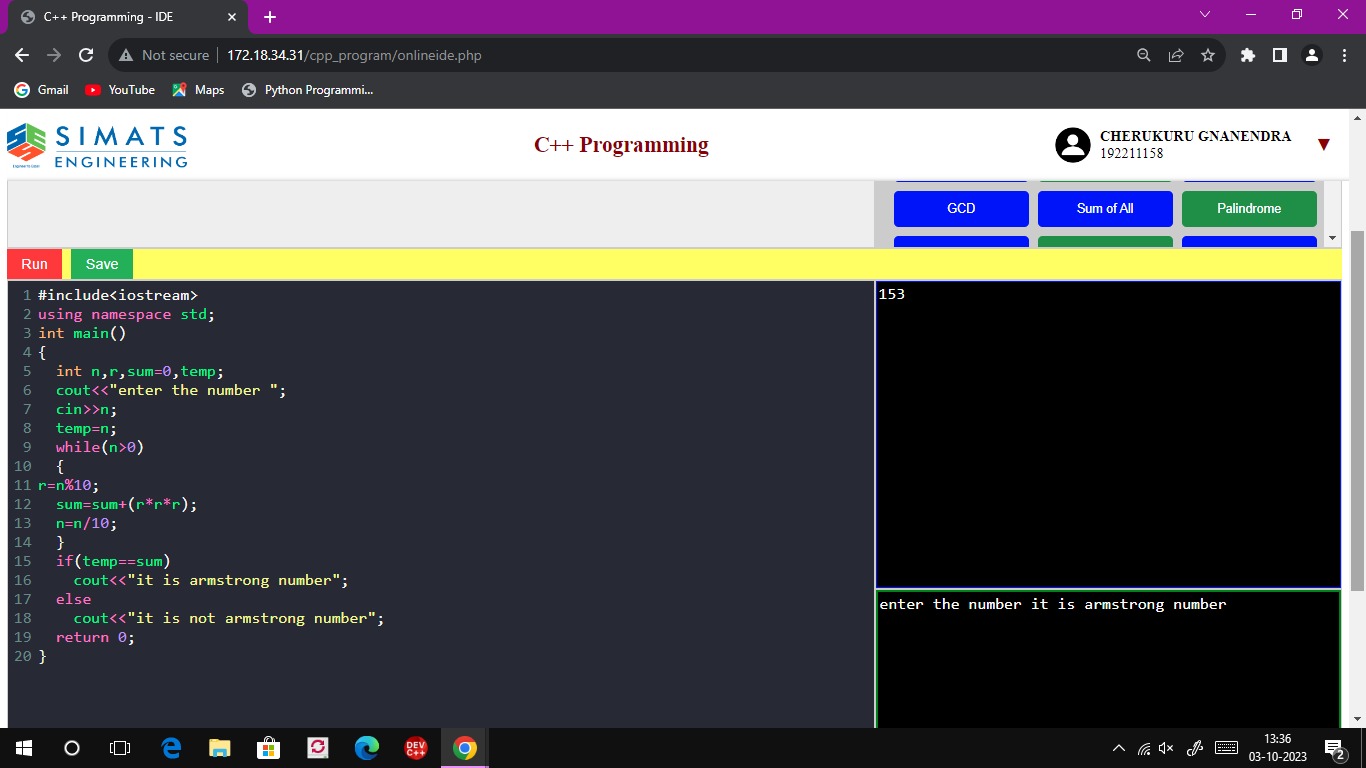 C++ Programming - IDE
Not secure 172.18.34.31/cpp_program/onlineide.php
Gmail YouTube Maps Python Programmi...
SIMATS
ENGINEERING
C++ Programming
CHERUKURU GNANENDRA
192211158
GCD Sum of All Palindrome
Run Save
1 #include<iostream>
2 using namespace std;
3 int main()
4 {
5 int n,r,sum=0,temp;
6 cout<<"enter the number ";
7 cin>>n;
8 temp=n;
9 while(n>0)
10 {
11 r=n%10;
12 sum=sum+(r*r*r);
13 n=n/10;
14 }
15 if(temp==sum)
16 cout<<"it is armstrong number";
17 else
18 cout<<"it is not armstrong number";
19 return 0;
20 }
153
enter the number it is armstrong number
DEV
C++
13:36
03-10-2023
2